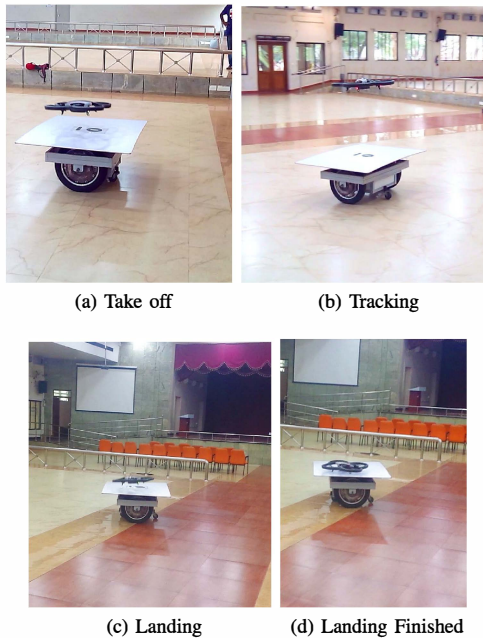 (a) Take off
(b) Tracking
(c) Landing
(d) Landing Finished